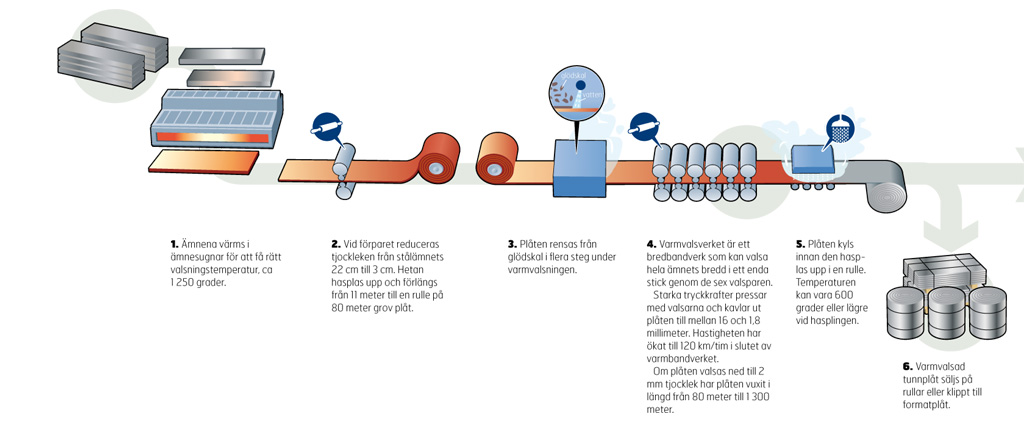 glödskal
vatten
1. Ämnena värms i
ämnesugnar för att få rätt
valsningstemperatur, ca
1 250 grader.
2. Vid förparet reduceras
tjockleken från stålämnets
22 cm till 3 cm. Hetan
hasplas upp och förlängs
från 11 meter till en rulle på
80 meter grov plåt.
3. Plåten rensas från
glödskal i flera steg under
varmvalsningen.
4. Varmvalsverket är ett
bredbandverk som kan valsa
hela ämnets bredd i ett enda
stick genom de sex valsparen.
Starka tryckkrafter pressar
med valsarna och kavlar ut
plåten till mellan 16 och 1,8
millimeter. Hastigheten har
ökat till 120 km/tim i slutet av
varmbandverket.
Om plåten valsas ned till 2
mm tjocklek har plåten vuxit i
längd från 80 meter till 1 300
meter.
5. Plåten kyls
innan den hasp-
las upp i en rulle.
Temperaturen
kan vara 600
grader eller lägre
vid hasplingen.
6. Varmvalsad
tunnplåt säljs på
rullar eller klippt till
formatplåt.